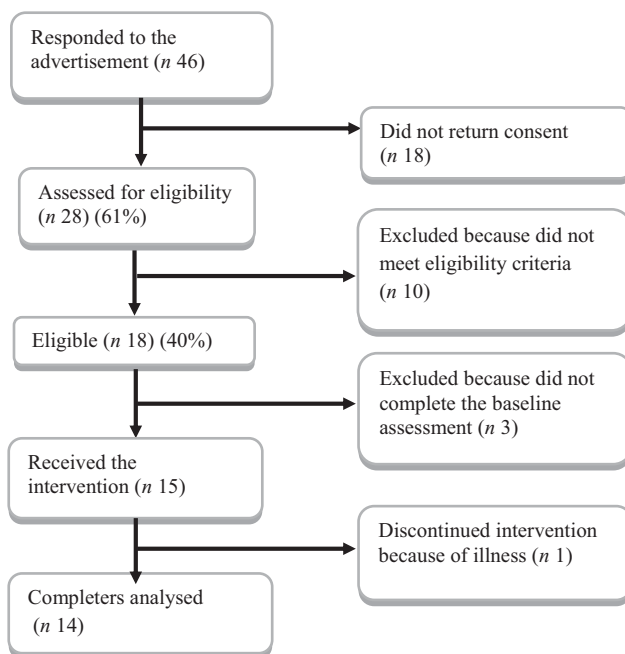 Responded to the
advertisement (n 46)
Did not return consent
(n 18)
Assessed for eligibility
(n 28) (61%)
Excluded because did not
meet eligibility criteria
(n 10)
Eligible (n 18) (40%)
Excluded because did not
complete the baseline
assessment (n 3)
Received the
intervention (n 15)
Discontinued intervention
because of illness (n 1)
Completers analysed
(n 14)